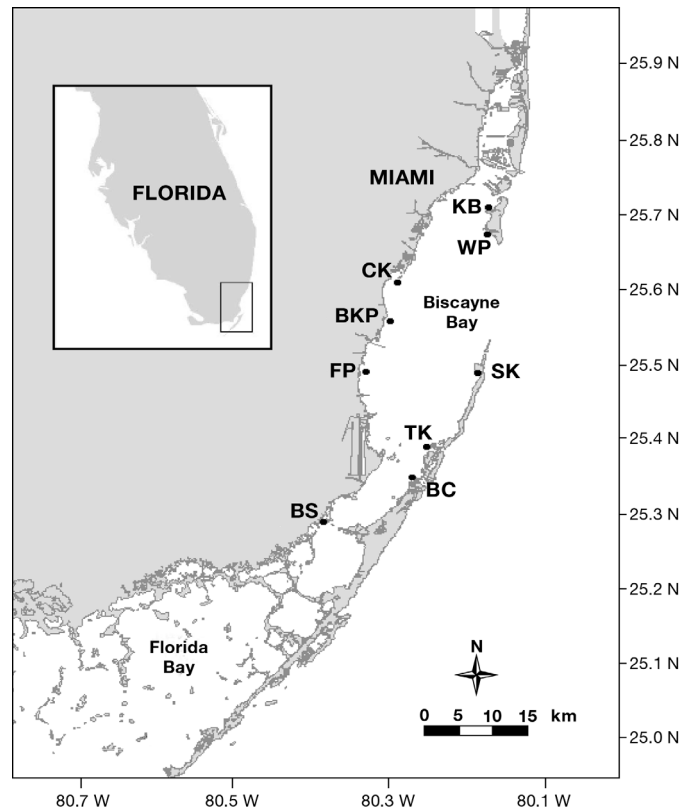 25.9 N
25.8 N
FLORIDA
MIAMI
KB
25.7 N
WP
CK
25.6 N
BKP
Biscayne
Bay
FP
25.5 N
SK
TK
25.4 N
BC
BS
25.3 N
25.2 N
Florida
Bay
N
25.1 N
0 5 10 15 km
25.0 N
80.7 W 80.5 W 80.3 W 80.1 W